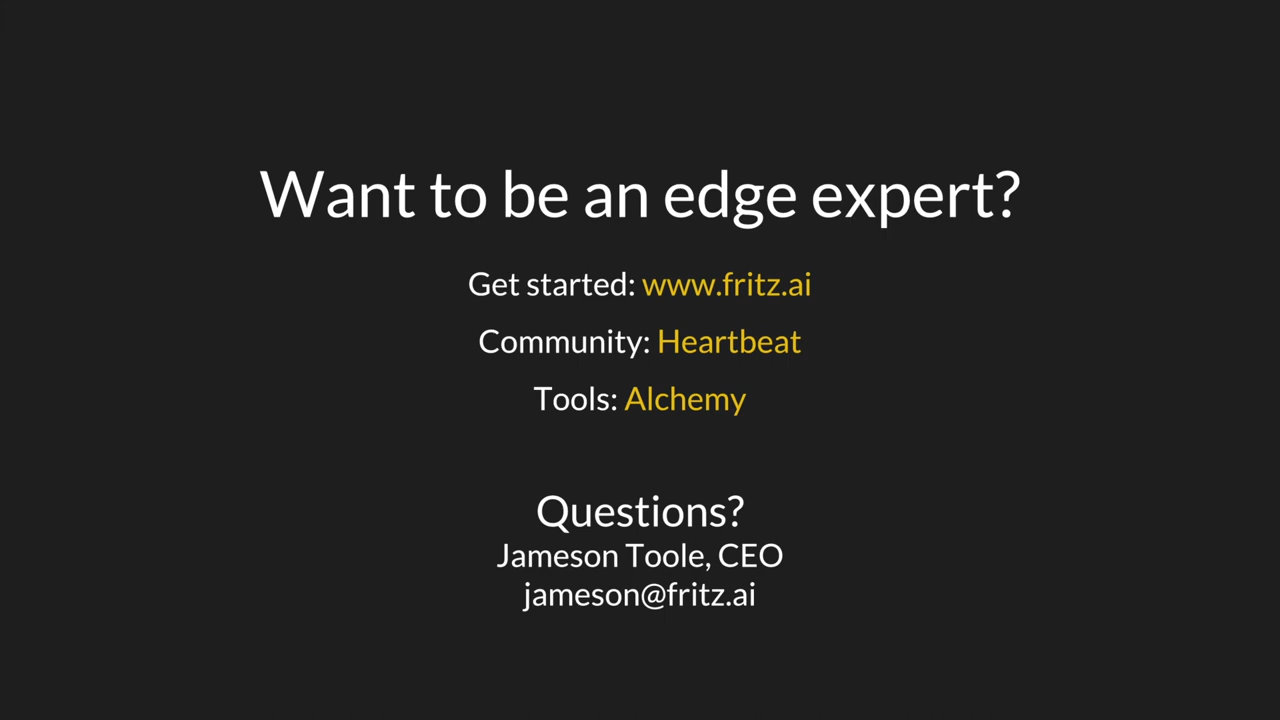 Want to be an edge expert?
Get started: www.fritz.ai
Community: Heartbeat
Tools: Alchemy
Questions?
Jameson Toole, CEO
jameson@fritz.ai